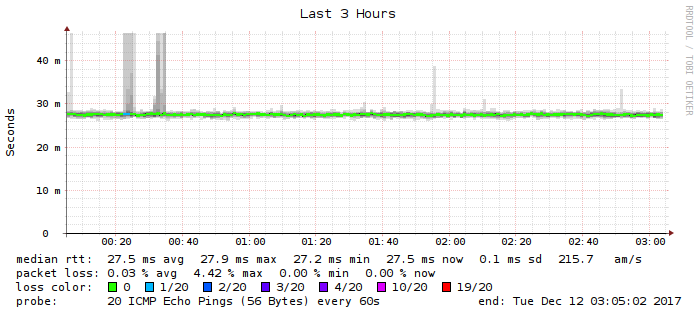 Last 3 Hours
RRDTOOL / TOBI OETIKER
Seconds
40 m
30 m
20 m
10 m
0
00:20 00:40 01:00 01:20 01:40 02:00 02:20 02:40 03:00
median rtt: 27.5 ms avg 27.9 ms max 27.2 ms min 27.5 ms now 0.1 ms sd 215.7 am/s
packet loss: 0.03 % avg 4.42 % max 0.00 % min 0.00 % now
loss color: 0 1/20 2/20 3/20 4/20 10/20 19/20
probe: 20 ICMP Echo Pings (56 Bytes) every 60s end: Tue Dec 12 03:05:02 2017